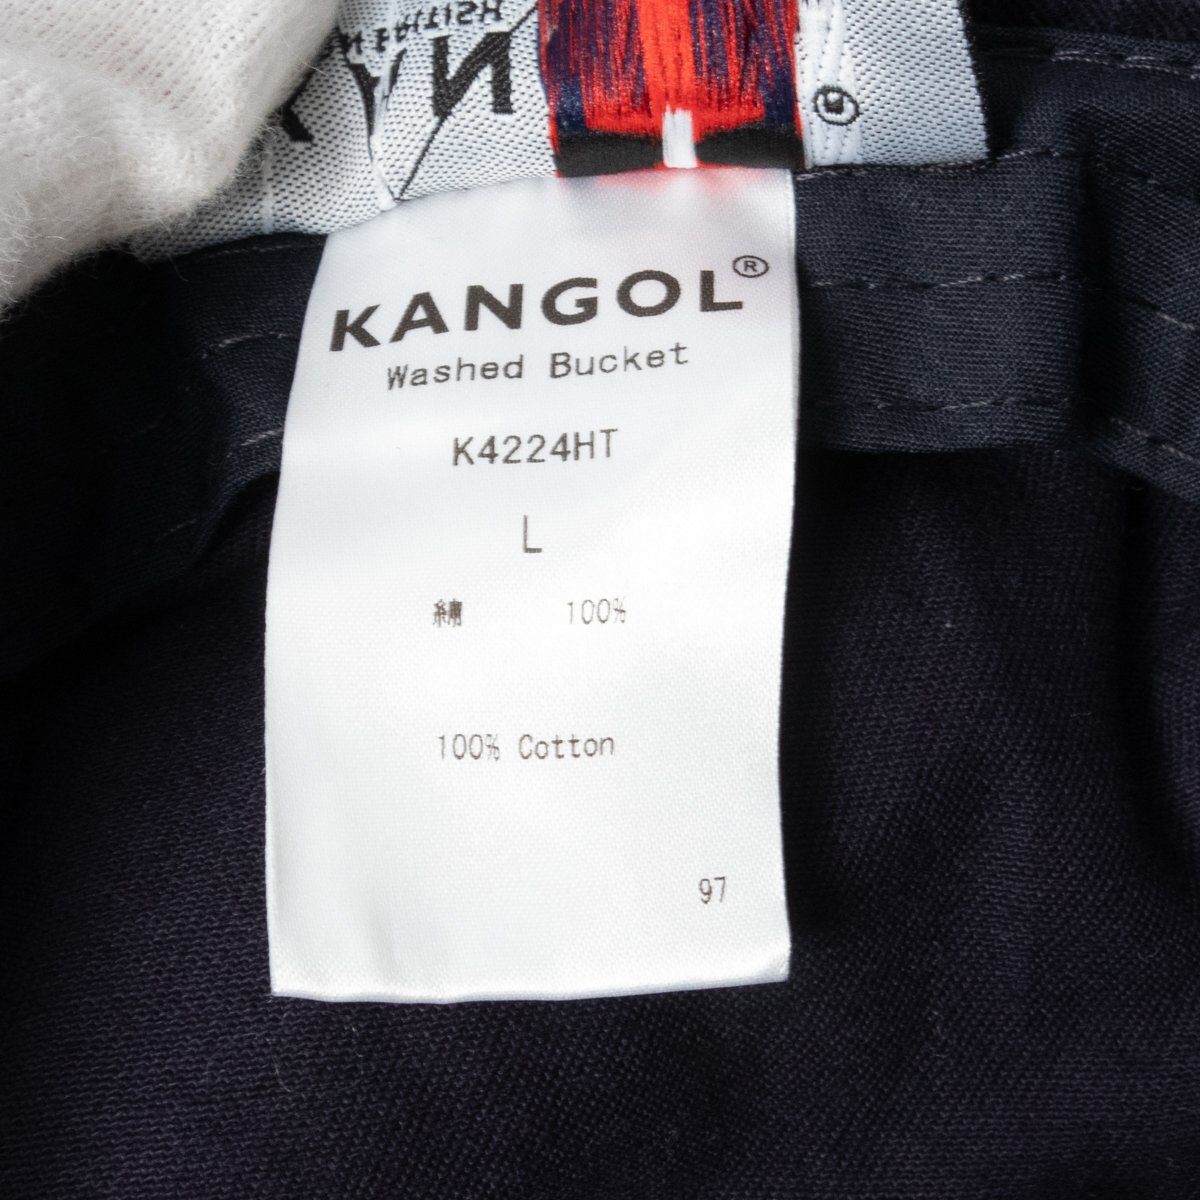 KANGOL®
Washed Bucket
K4224HT
L
綿 100%
100% Cotton
97